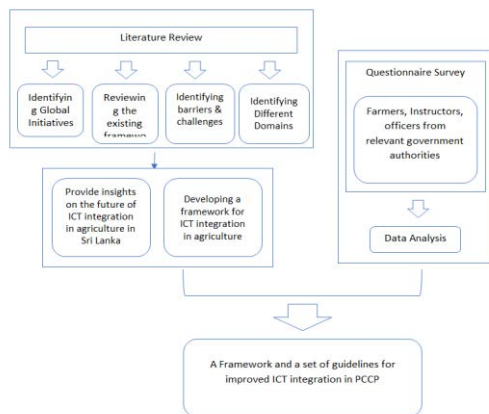 Literature Review
Identifyin
g Global
Initiatives
Reviewin
g the
existing
Identifying
barriers &
challenges
Identifying
Different
Domains
Questionnaire Survey
Farmers, Instructors,
officers from
relevant government
authorities
Provide insights
on the future of
ICT integration
in agriculture in
Sri Lanka
Developing a
framework for
ICT integration
in agriculture
Data Analysis
A Framework and a set of guidelines for
improved ICT integration in PCCP